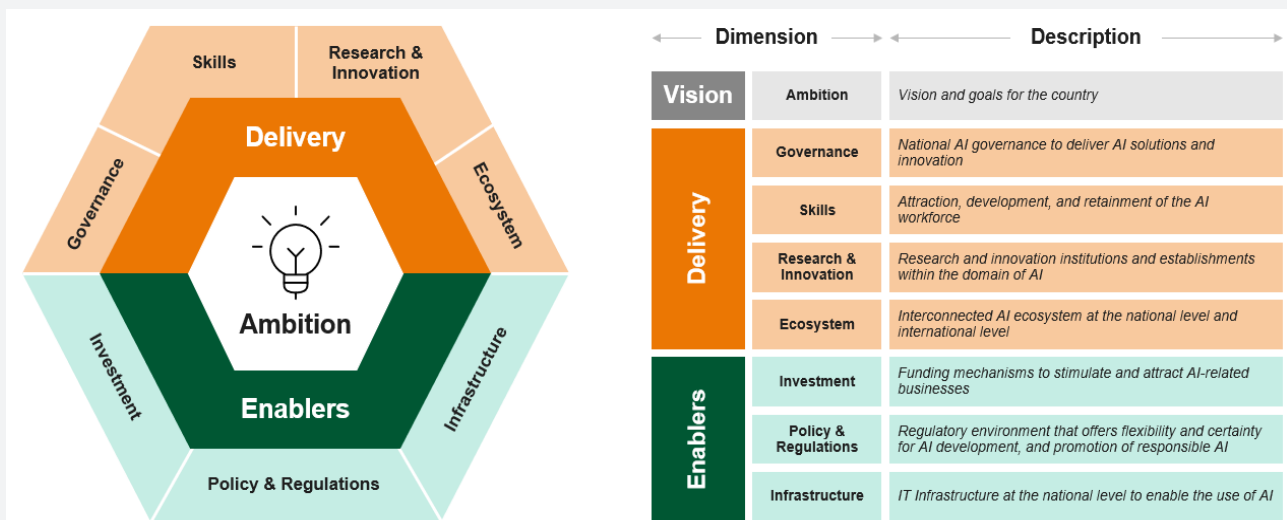 Skills
Research &
Innovation
Delivery
Governance
Ecosystem
Ambition
Investment
Infrastructure
Enablers
Policy & Regulations
Dimension
Description
Vision
Ambition
Vision and goals for the country
Delivery
Governance
National AI governance to deliver AI solutions and
innovation
Skills
Attraction, development, and retainment of the AI
workforce
Research &
Innovation
Research and innovation institutions and establishments
within the domain of AI
Ecosystem
Interconnected AI ecosystem at the national level and
international level
Enablers
Investment
Funding mechanisms to stimulate and attract AI-related
businesses
Policy &
Regulations
Regulatory environment that offers flexibility and certainty
for AI development, and promotion of responsible AI
Infrastructure
IT Infrastructure at the national level to enable the use of AI